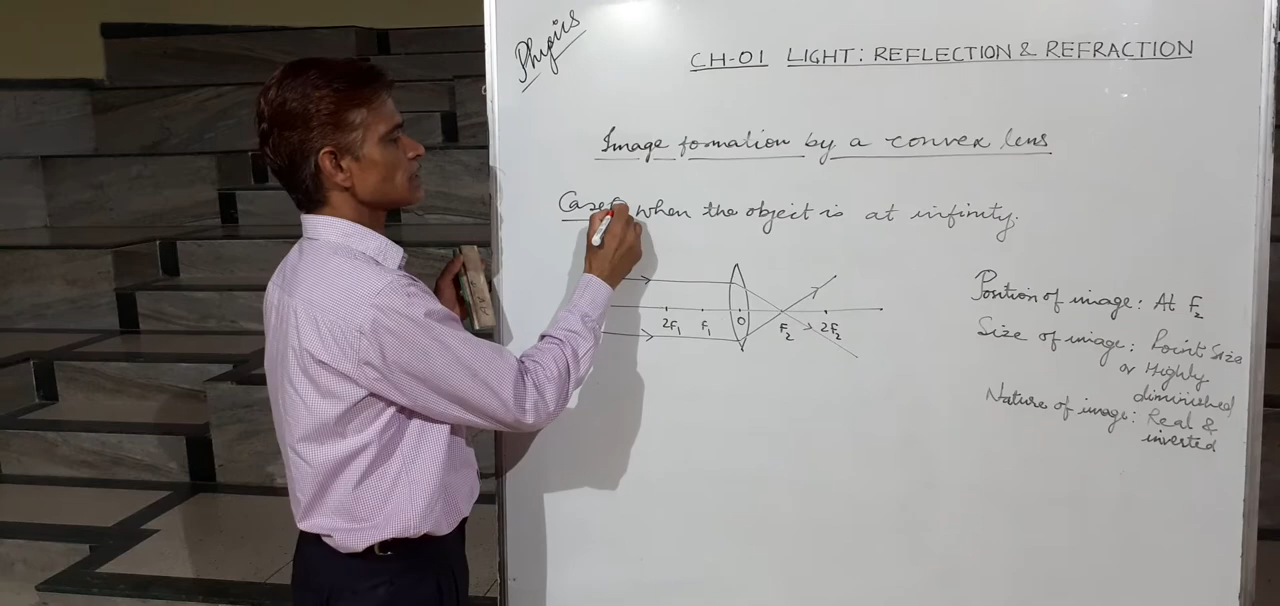 Physics
CH-01 LIGHT: REFLECTION & REFRACTION
Image formation by a convex lens
Case when the object is at infinity.
2F₁ F₁ O F₂ 2F₂
Position of image: At F₂
Size of image: Point Size
or Highly
diminished
Nature of image: Real &
inverted